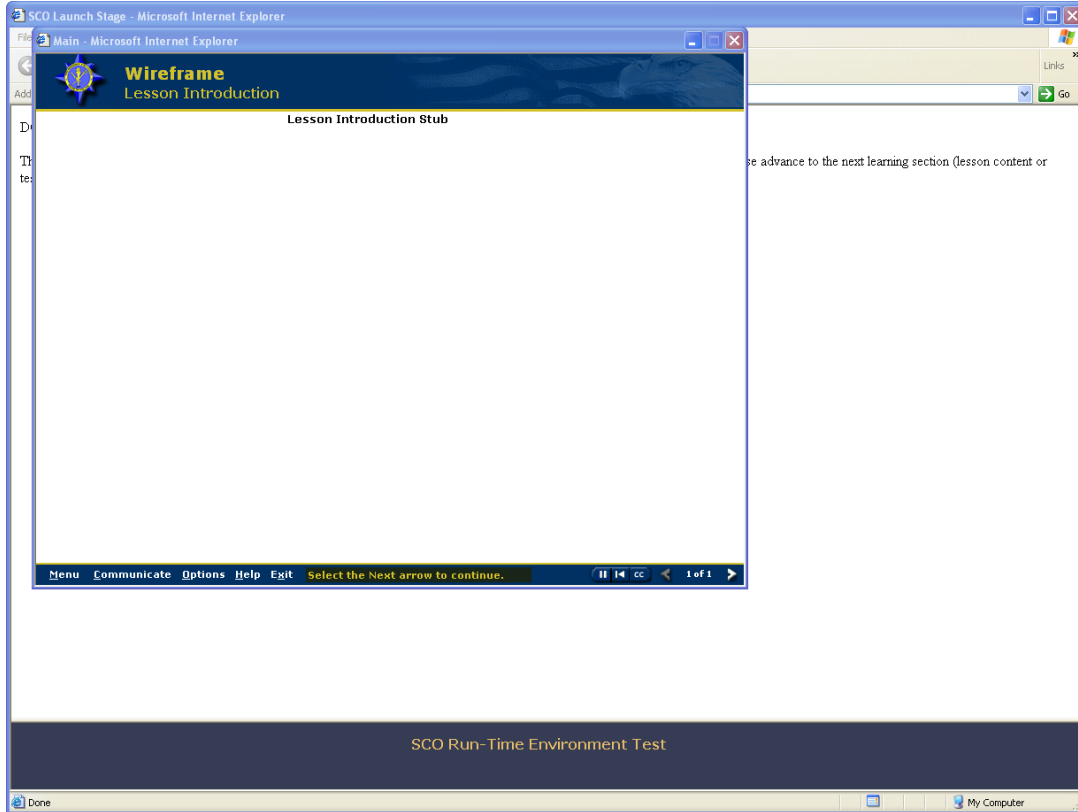 SCO Launch Stage - Microsoft Internet Explorer
File
Main - Microsoft Internet Explorer
Links »
Go
Wireframe
Lesson Introduction
Lesson Introduction Stub
se advance to the next learning section (lesson content or
Menu Communicate Options Help Exit Select the Next arrow to continue. CC 1 of 1
SCO Run-Time Environment Test
Done My Computer